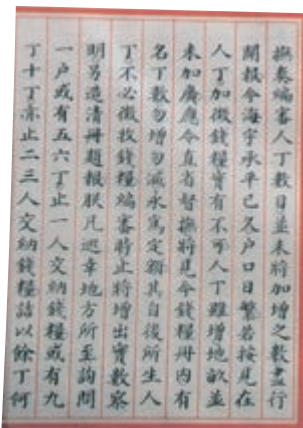 撫奏編審人丁數目並未將加增之數盡行
開報今海宇承平已久户口日繁若按見在
人丁加徵錢糧實有不可人丁雖增地畝並
未加廣應令直省督撫將見今錢糧冊內有
名丁數勿增勿減永為定額其自後所生人
丁不必徵收錢糧編審時止將增出實數察
明另造清冊題報朕凡巡幸地方所至詢問
一户或有五六丁止一人交納錢糧或有九
丁十丁亦止二三人交納錢糧詰以餘丁何